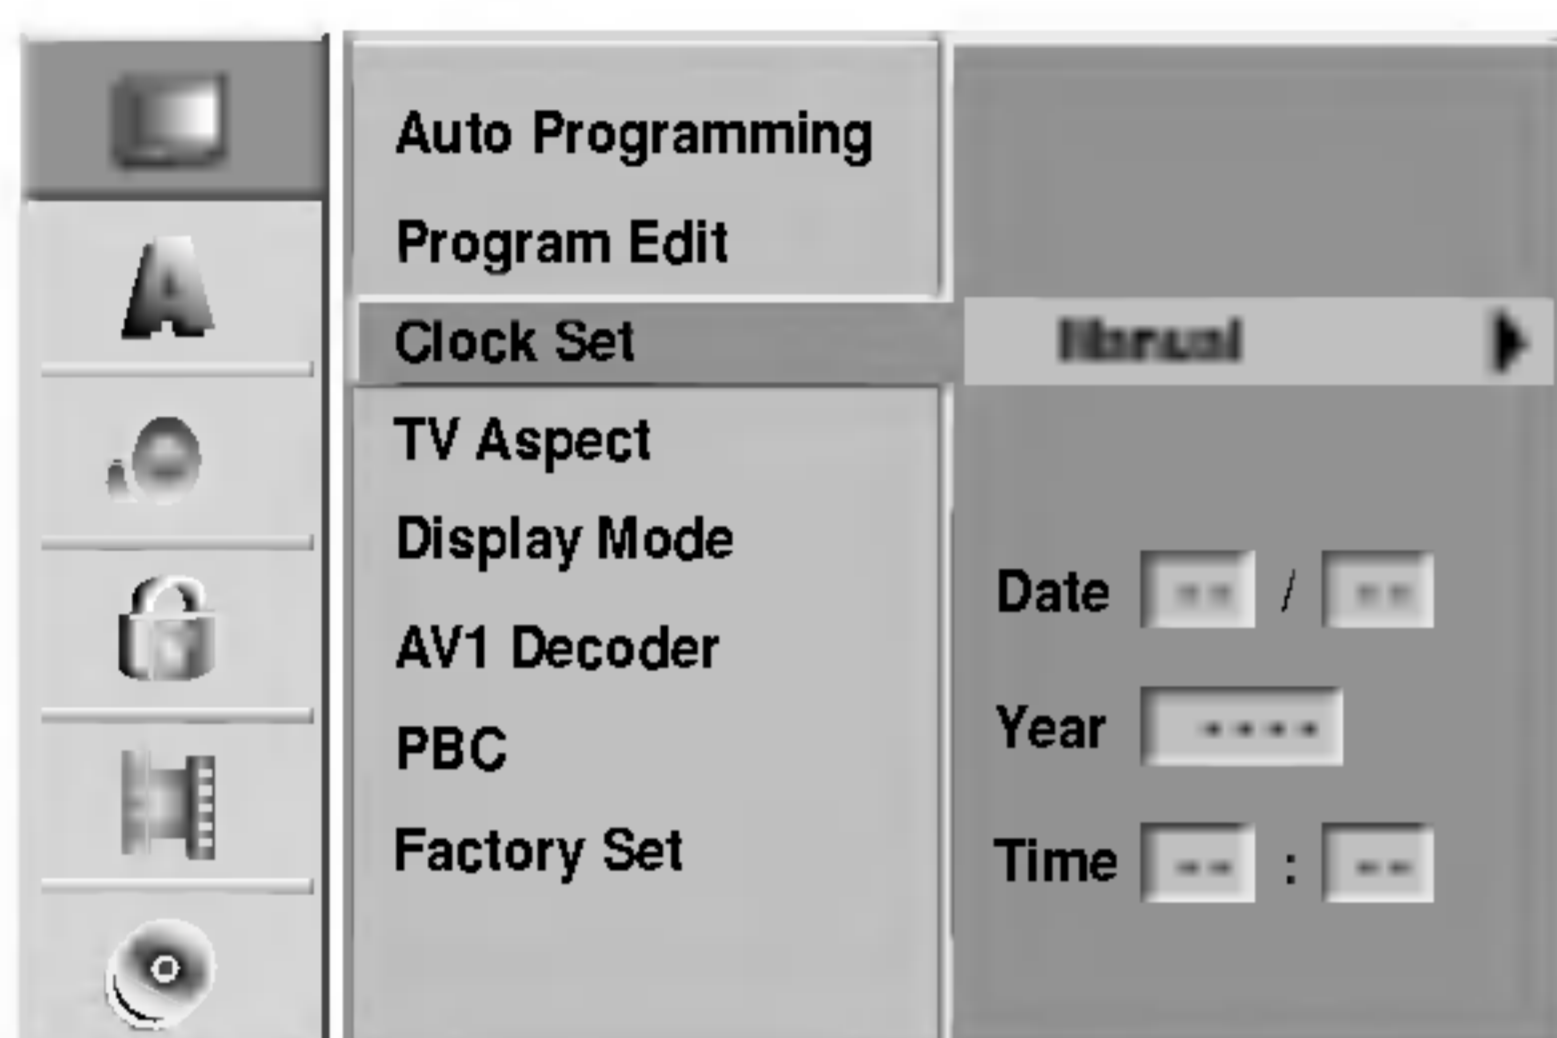 Auto Programming
Program Edit
Clock Set
Manual
TV Aspect
Display Mode
AV1 Decoder
PBC
Factory Set
Date -- / --
Year ----
Time -- : --